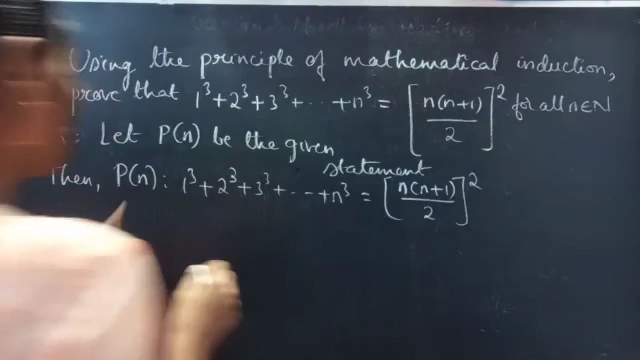 Using the principle of mathematical induction,
prove that 1³+2³+3³+ ··· +n³ = [n(n+1)/2]² for all n∈N
: Let P(n) be the given statement
Then, P(n): 1³+2³+3³+ ··· +n³ = [n(n+1)/2]²